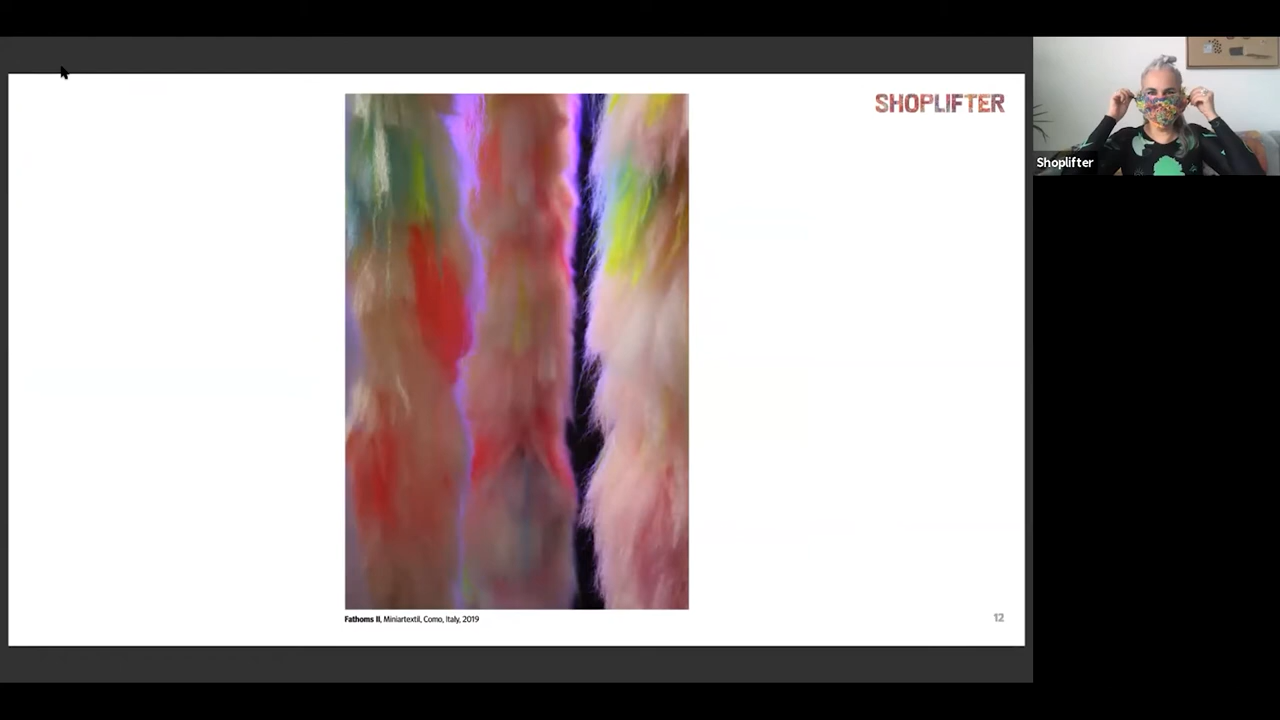 SHOPLIFTER
Shoplifter
Fathoms II, Miniartextil, Como, Italy, 2019
12